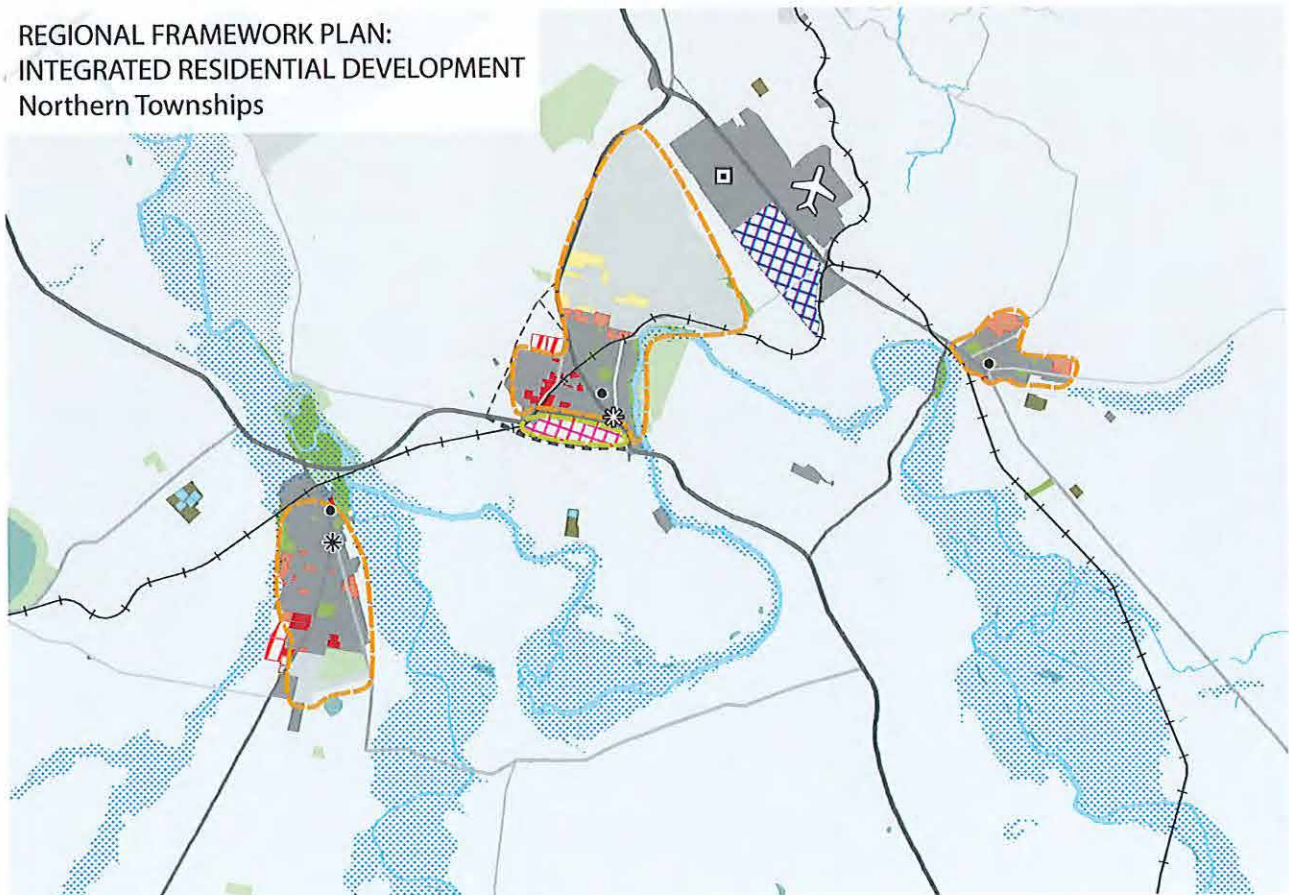 REGIONAL FRAMEWORK PLAN:
INTEGRATED RESIDENTIAL DEVELOPMENT
Northern Townships